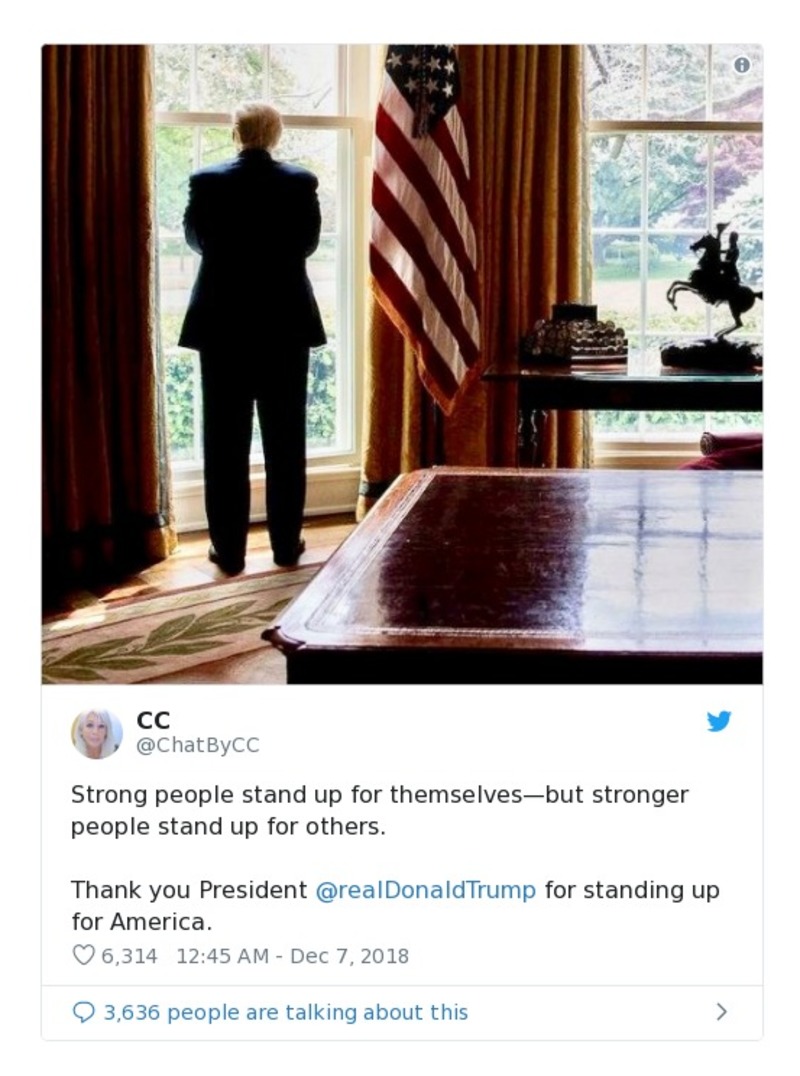 CC
@ChatByCC
Strong people stand up for themselves—but stronger
people stand up for others.
Thank you President @realDonaldTrump for standing up
for America.
6,314 12:45 AM - Dec 7, 2018
3,636 people are talking about this